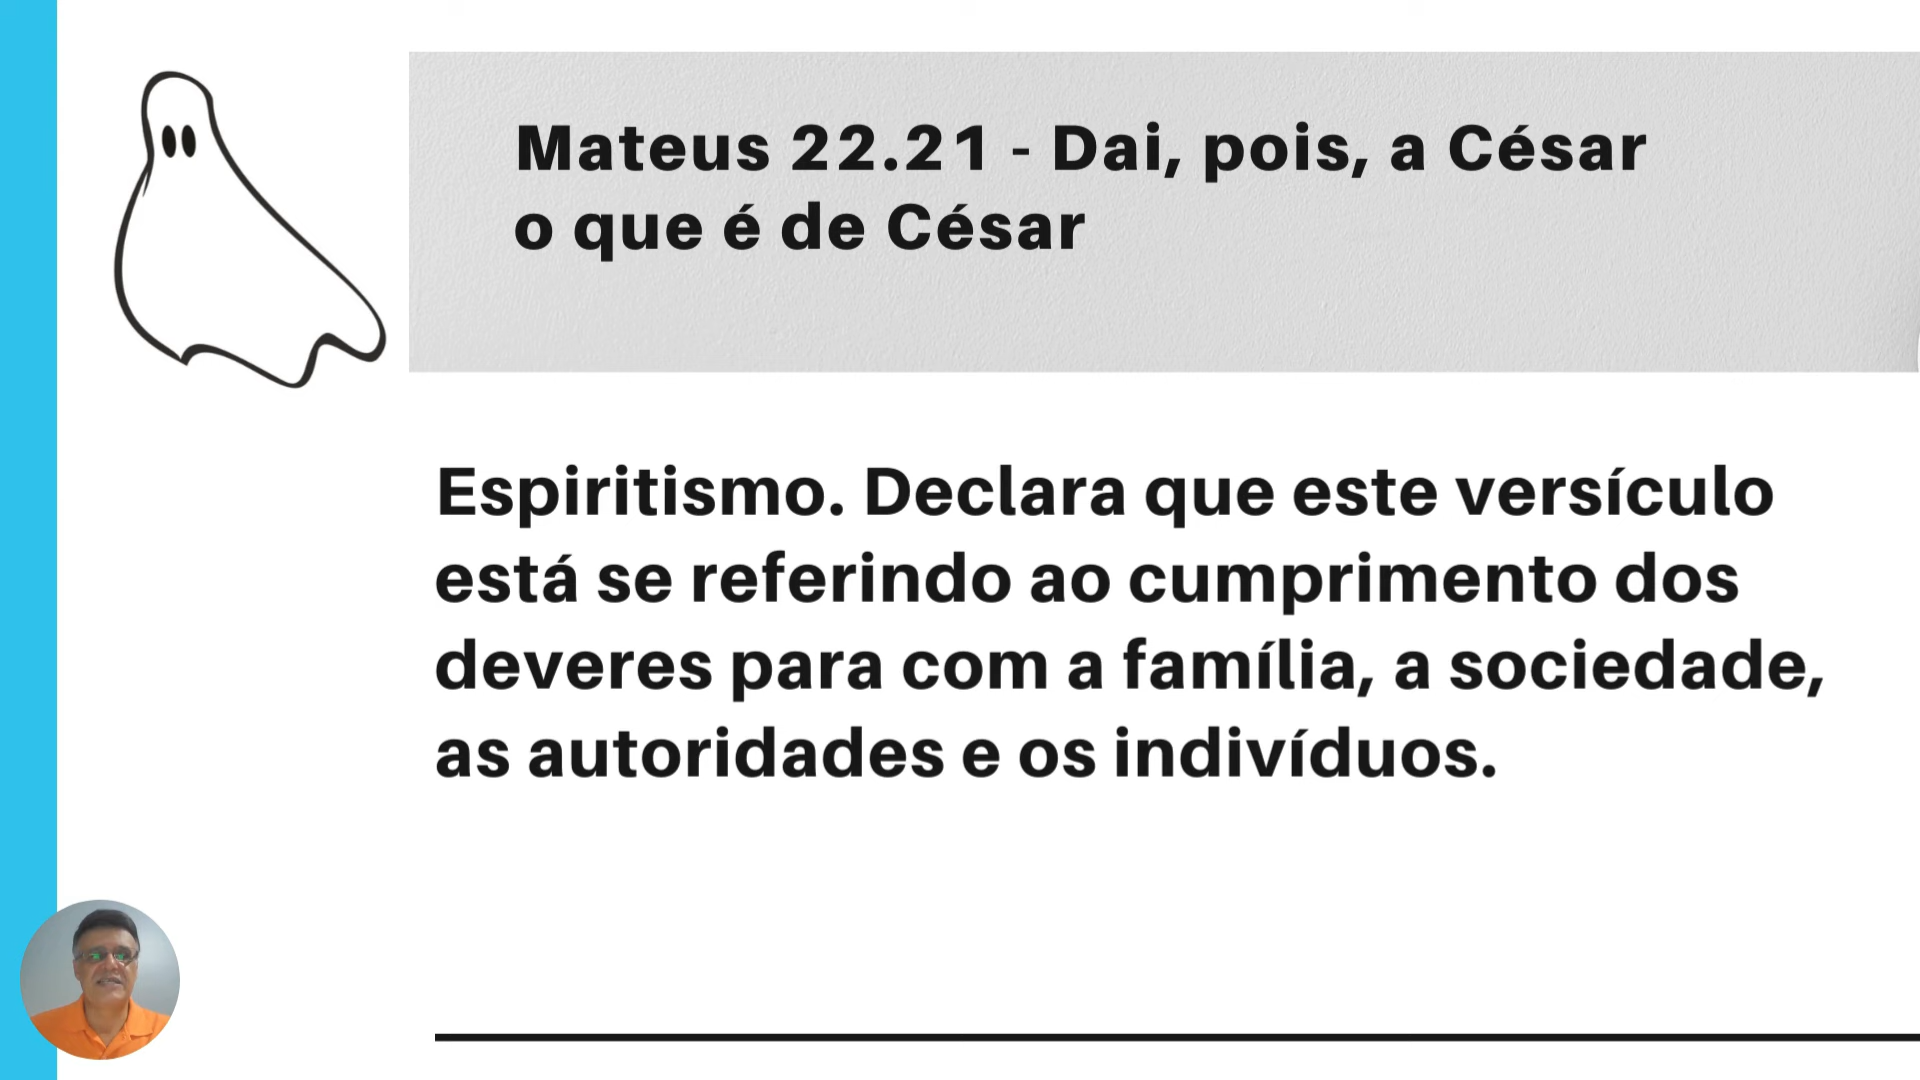 Mateus 22.21 - Dai, pois, a César
o que é de César
Espiritismo. Declara que este versículo
está se referindo ao cumprimento dos
deveres para com a família, a sociedade,
as autoridades e os indivíduos.